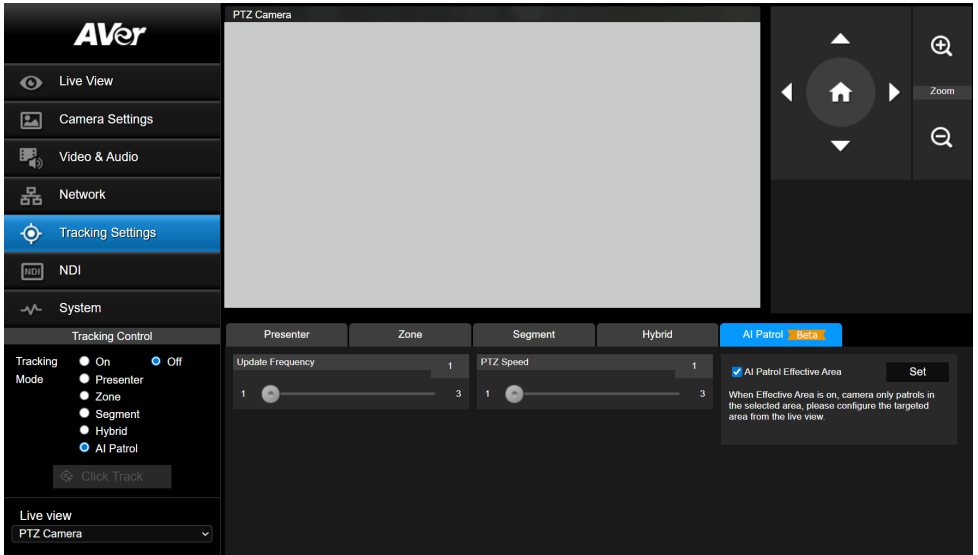 AVer
Live View
Camera Settings
Video & Audio
Network
Tracking Settings
NDI
NDI
System
Tracking Control
Tracking On Off
Mode Presenter
Zone
Segment
Hybrid
AI Patrol
Click Track
Live view
PTZ Camera
PTZ Camera
Zoom
Presenter Zone Segment Hybrid AI Patrol Beta
Update Frequency 1
1 3
PTZ Speed 1
1 3
AI Patrol Effective Area Set
When Effective Area is on, camera only patrols in
the selected area, please configure the targeted
area from the live view.